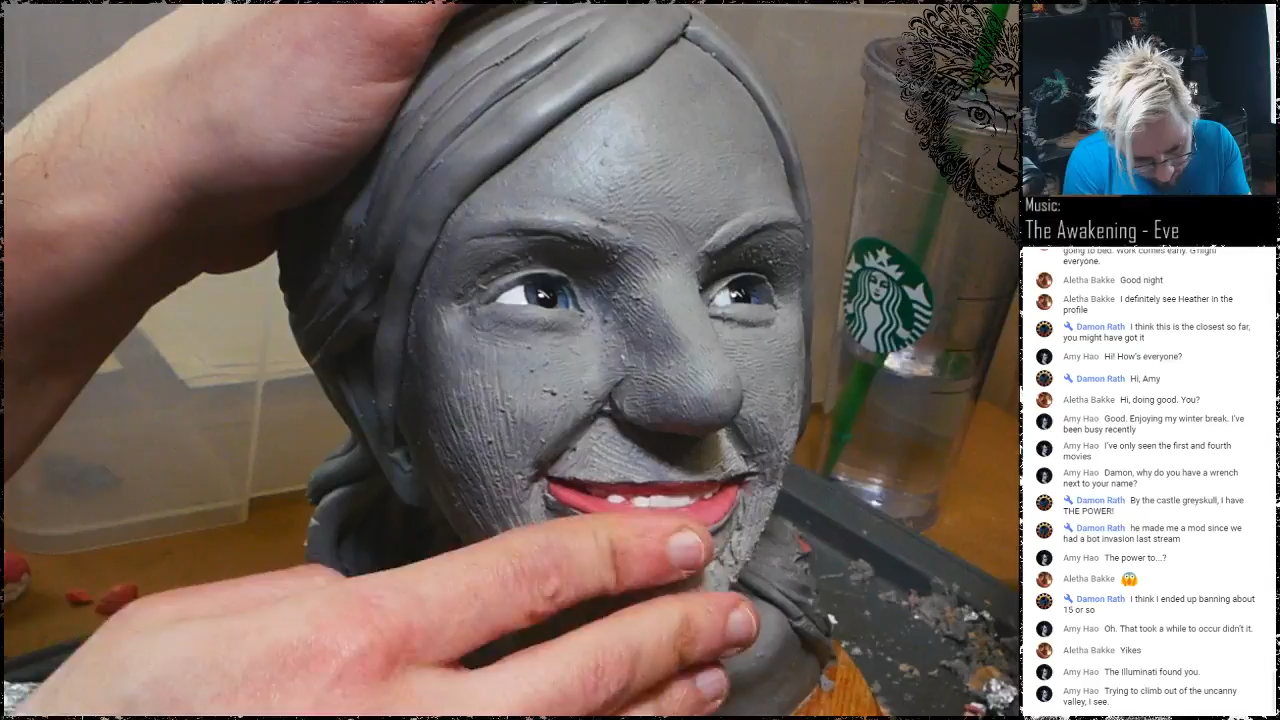 Music:
The Awakening - Eve
going to bed. Work comes early. G'night
everyone.
Aletha Bakke Good night
Aletha Bakke I definitely see Heather in the
profile
Damon Rath I think this is the closest so far,
you might have got it
Amy Hao Hi! How's everyone?
Damon Rath Hi, Amy
Aletha Bakke Hi, doing good. You?
Amy Hao Good. Enjoying my winter break. I've
been busy recently
Amy Hao I've only seen the first and fourth
movies
Amy Hao Damon, why do you have a wrench
next to your name?
Damon Rath By the castle greyskull, I have
THE POWER!
Damon Rath he made me a mod since we
had a bot invasion last stream
Amy Hao The power to...?
Aletha Bakke 😱
Damon Rath I think I ended up banning about
15 or so
Amy Hao Oh. That took a while to occur didn't it.
Aletha Bakke Yikes
Amy Hao The illuminati found you.
Amy Hao Trying to climb out of the uncanny
valley, I see.